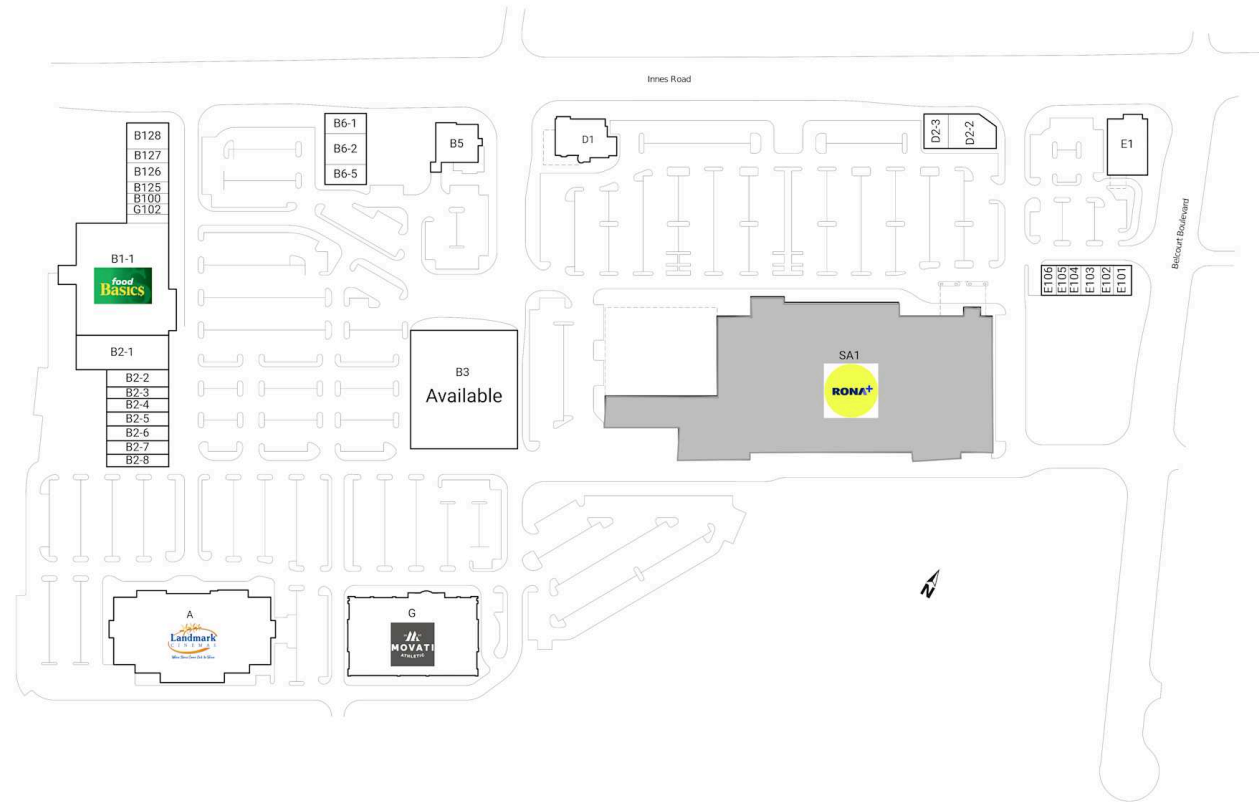 Innes Road
B128
B127
B126
B125
B100
G102
B6-1
B6-2
B6-5
B5
D1
D2-3
D2-2
E1
Belcourt Boulevard
B1-1
food
Basics
E106
E105
E104
E103
E102
E101
B2-1
B2-2
B2-3
B2-4
B2-5
B2-6
B2-7
B2-8
B3
Available
SA1
RONA+
N
A
Landmark
CINEMAS
G
MOVATI
ATHLETIC